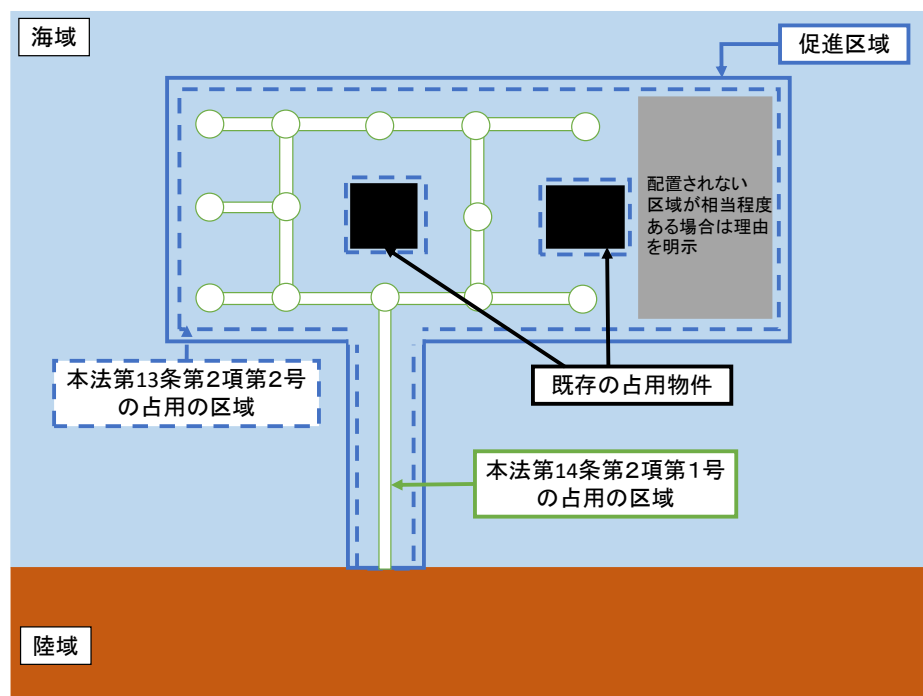 海域
促進区域
配置されない
区域が相当程度
ある場合は理由
を明示
本法第13条第２項第２号
の占用の区域
既存の占用物件
本法第14条第２項第１号
の占用の区域
陸域